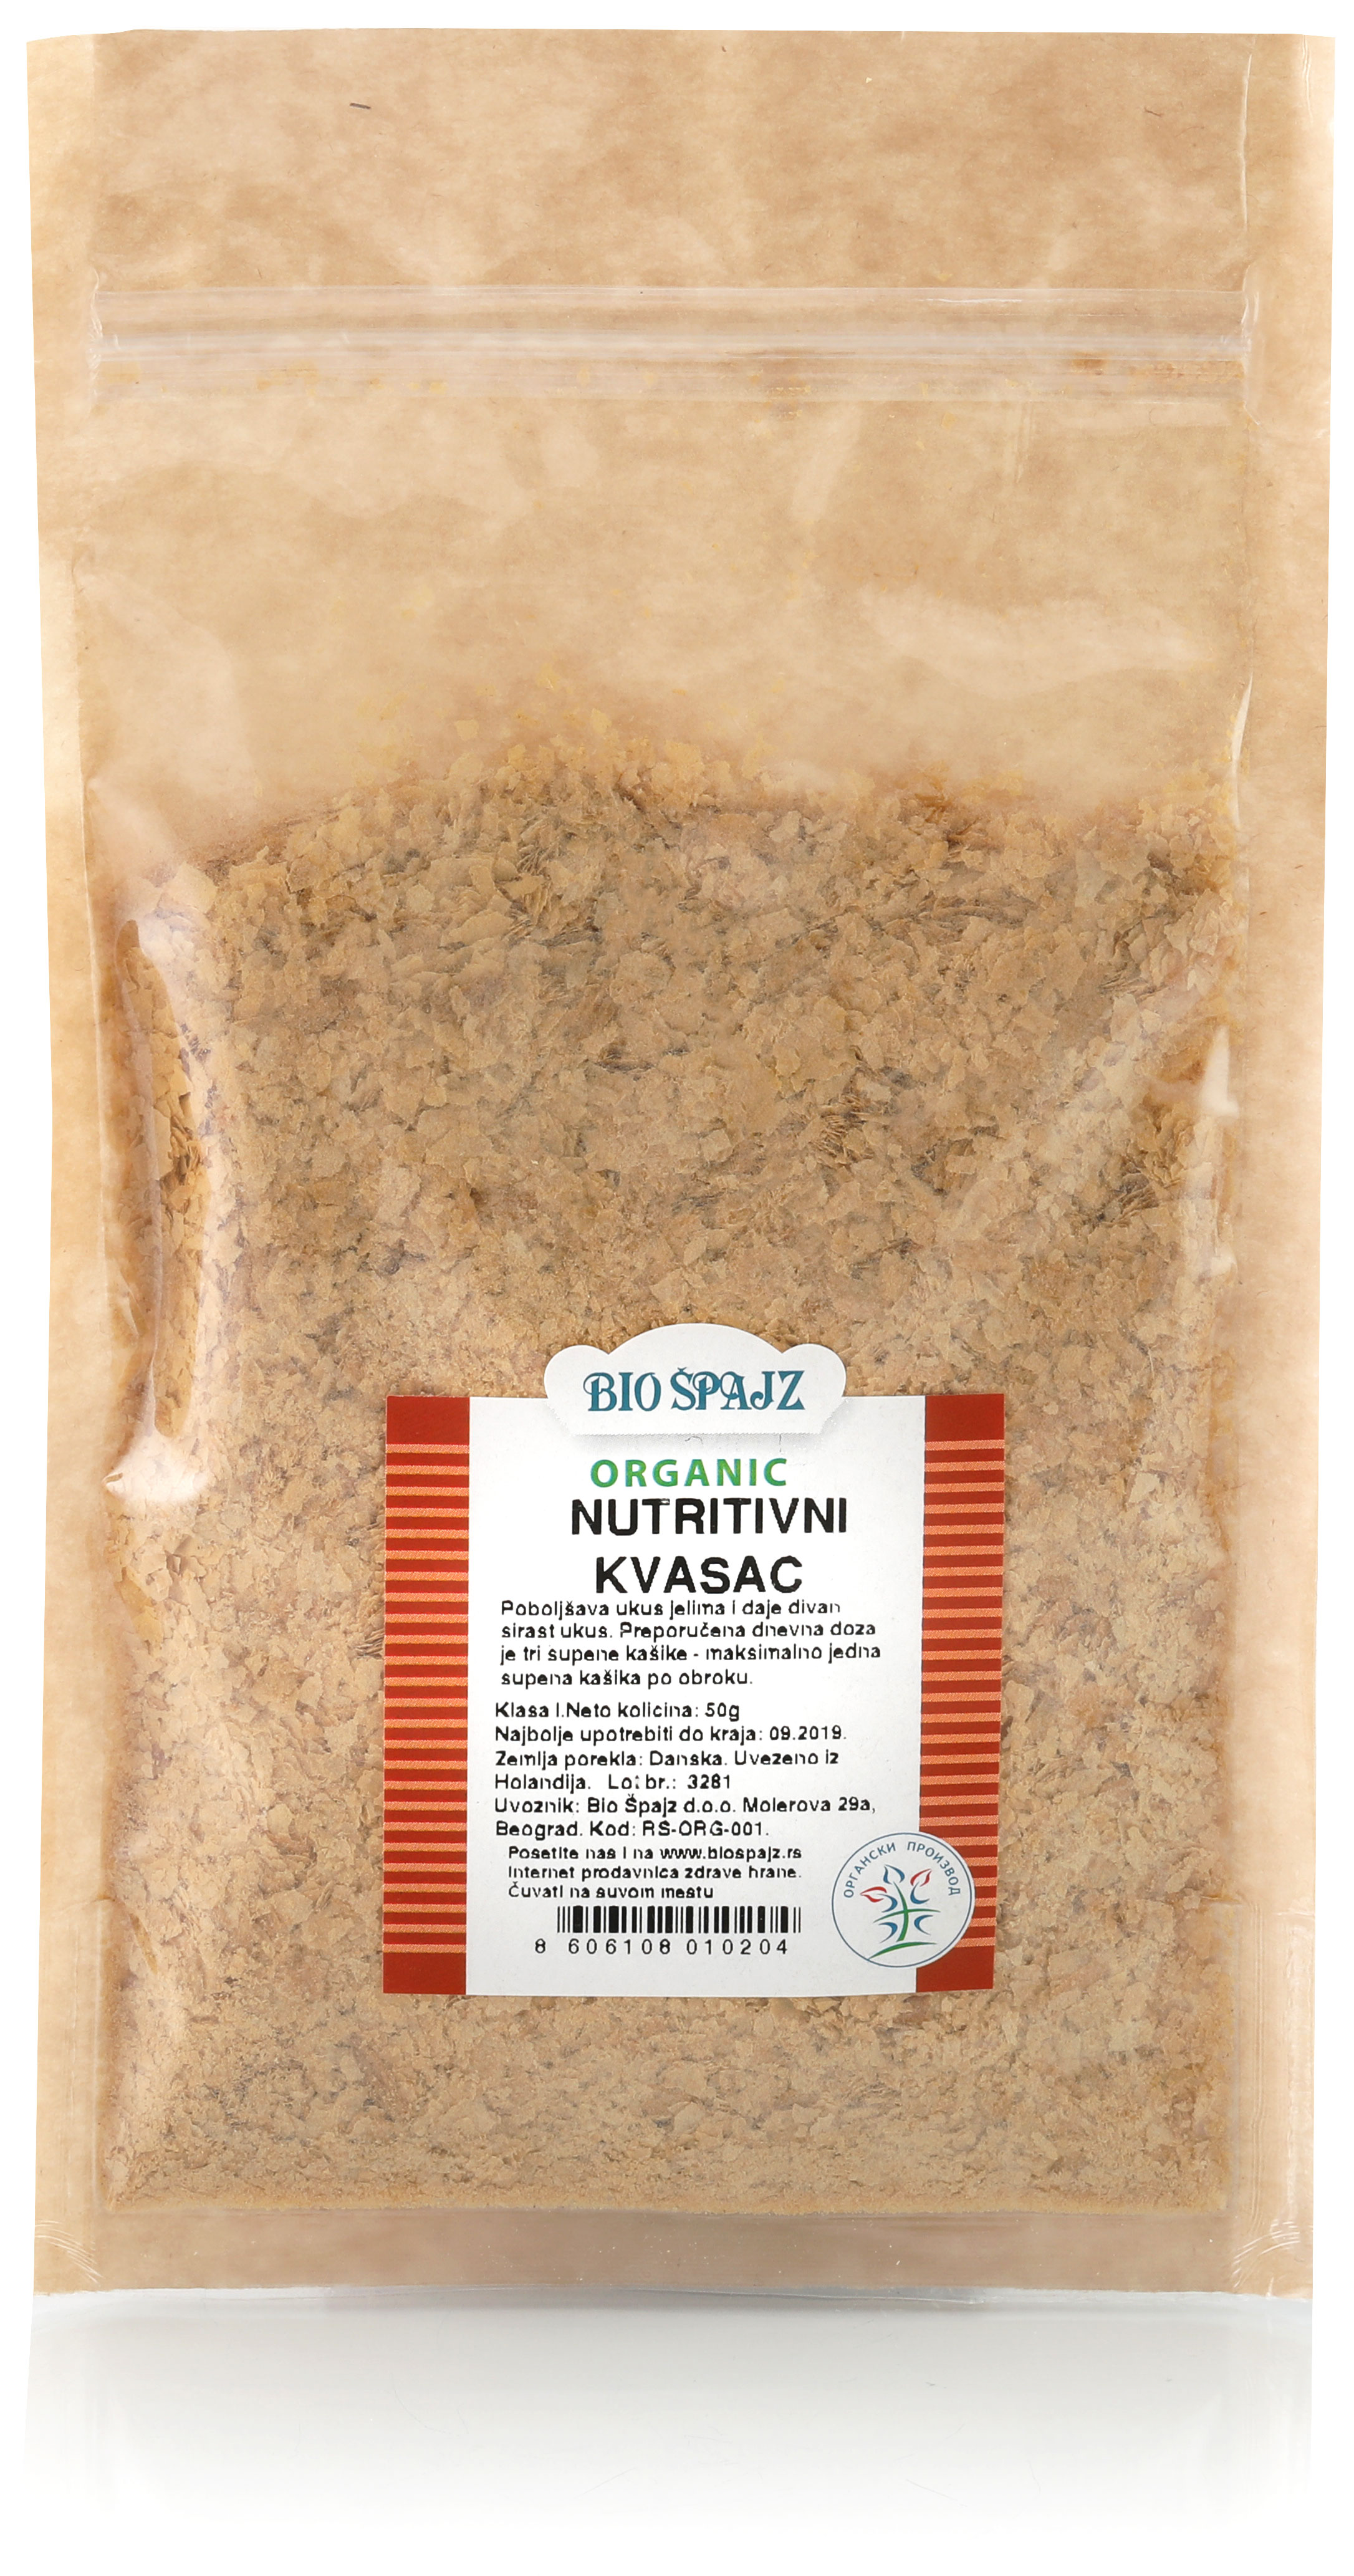 BIO ŠPAJZ
ORGANIC
NUTRITIVNI
KVASAC
Poboljšava ukus jelima i daje divan
sirast ukus. Preporučena dnevna doza
je tri supene kašike - maksimalno jedna
supena kašika po obroku.
Klasa I.Neto kolicina: 50g
Najbolje upotrebiti do kraja: 09.2019.
Zemlja porekla: Danska. Uvezeno iz
Holandija. Lot br.: 3281
Uvoznik: Bio Špajz d.o.o. Molerova 29a,
Beograd. Kod: RS-ORG-001.
Posetite nas i na www.biospajz.rs
Internet prodavnica zdrave hrane.
Čuvati na suvom mestu
ОРГАНСКИ ПРОИЗВОД
8 606108 010204